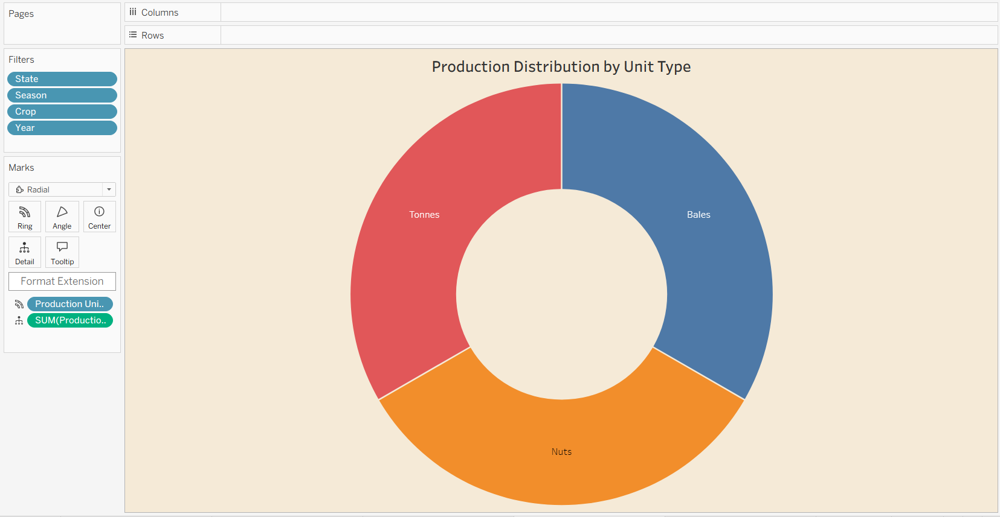 Pages
Columns
Rows
Filters
State
Season
Crop
Year
Marks
Radial
Ring
Angle
Center
Detail
Tooltip
Format Extension
Production Uni..
SUM(Productio..
Production Distribution by Unit Type
Tonnes
Bales
Nuts